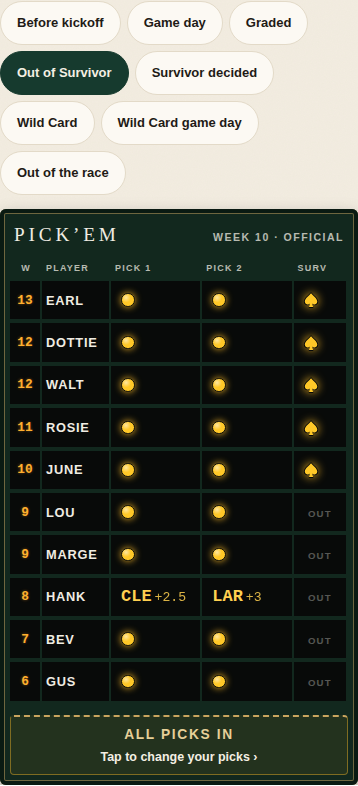 Before kickoff
Game day
Graded
Out of Survivor
Survivor decided
Wild Card
Wild Card game day
Out of the race
PICK’EM WEEK 10 · OFFICIAL
W PLAYER PICK 1 PICK 2 SURV
13 EARL
12 DOTTIE
12 WALT
11 ROSIE
10 JUNE
9 LOU OUT
9 MARGE OUT
8 HANK CLE +2.5 LAR +3 OUT
7 BEV OUT
6 GUS OUT
ALL PICKS IN
Tap to change your picks ›